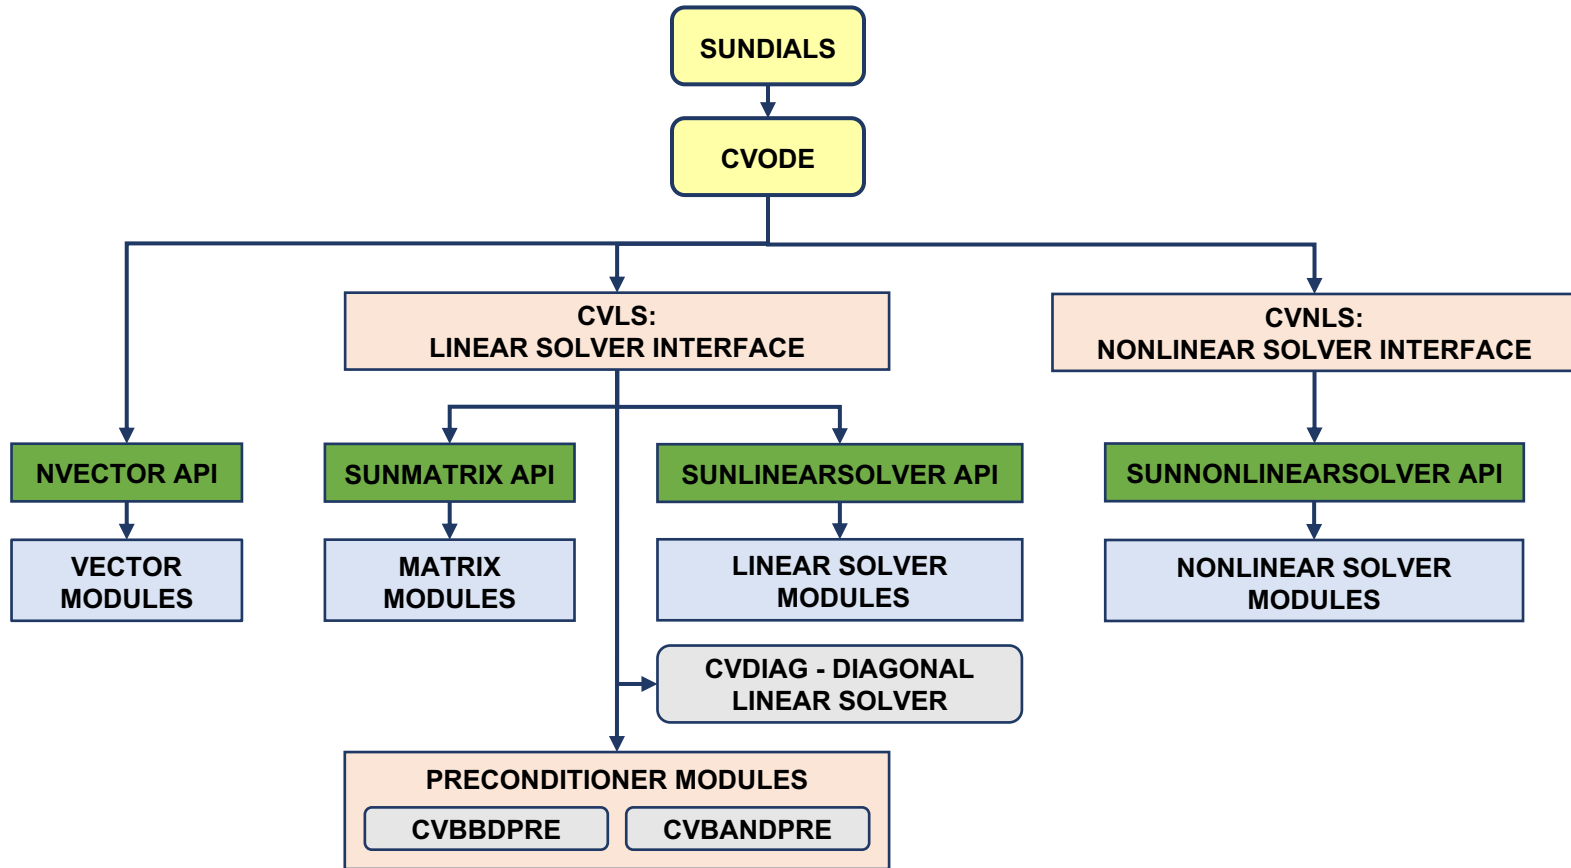 SUNDIALS
CVODE
CVLS:
LINEAR SOLVER INTERFACE
CVNLS:
NONLINEAR SOLVER INTERFACE
NVECTOR API
SUNMATRIX API
SUNLINEARSOLVER API
SUNNONLINEARSOLVER API
VECTOR
MODULES
MATRIX
MODULES
LINEAR SOLVER
MODULES
NONLINEAR SOLVER
MODULES
CVDIAG - DIAGONAL
LINEAR SOLVER
PRECONDITIONER MODULES
CVBBDPRE
CVBANDPRE